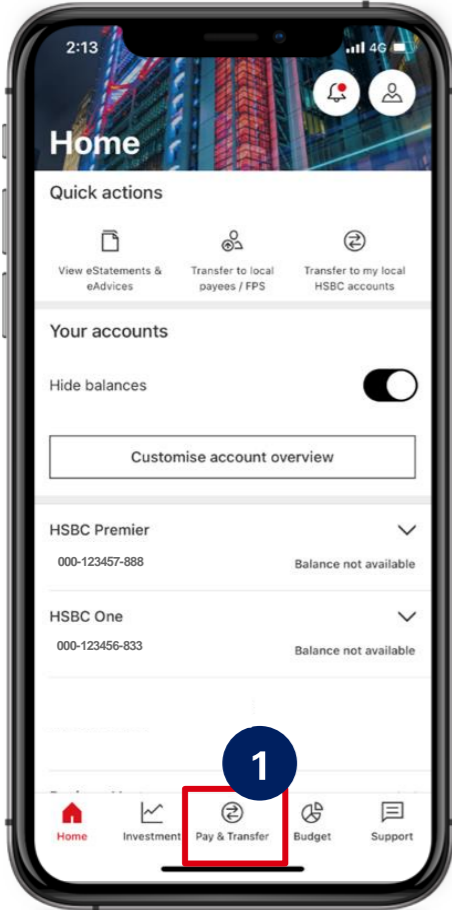 2:13
4G
Home
Quick actions
View eStatements &
eAdvices
Transfer to local
payees / FPS
Transfer to my local
HSBC accounts
Your accounts
Hide balances
Customise account overview
HSBC Premier
000-123457-888
Balance not available
HSBC One
000-123456-833
Balance not available
1
Home
Investment
Pay & Transfer
Budget
Support